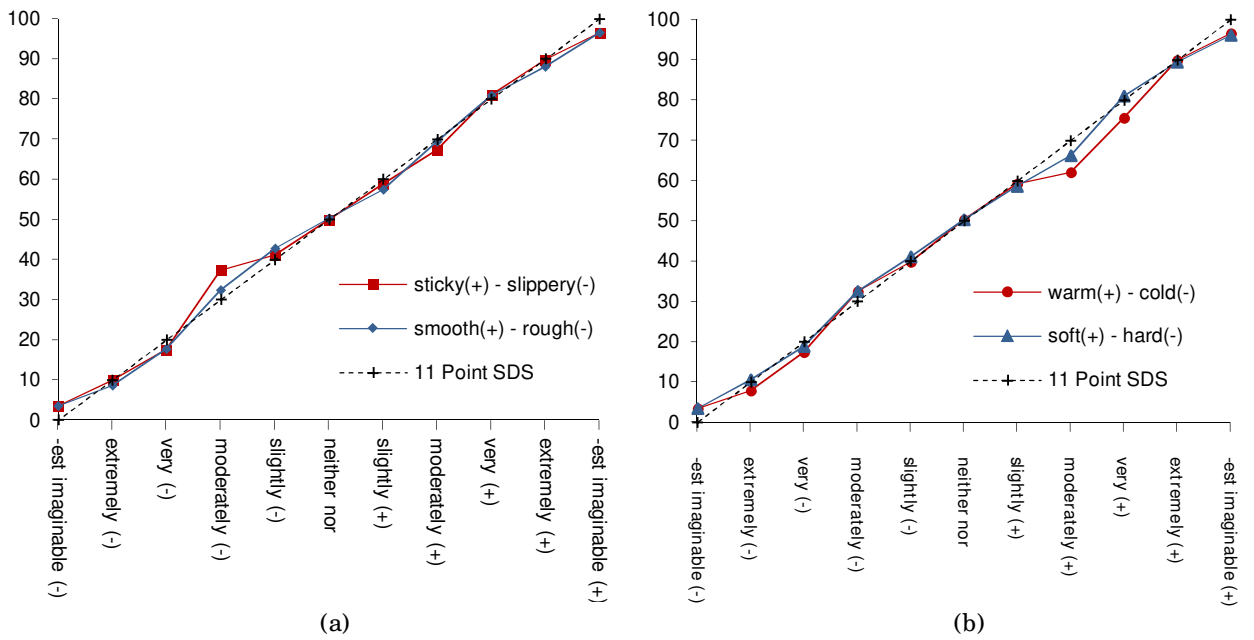 100
90
80
70
60
50
40
30
20
10
0
sticky(+) - slippery(-)
smooth(+) - rough(-)
11 Point SDS
-est imaginable (-)
extremely (-)
very (-)
moderately (-)
slightly (-)
neither nor
slightly (+)
moderately (+)
very (+)
extremely (+)
-est imaginable (+)
(a)
100
90
80
70
60
50
40
30
20
10
0
warm(+) - cold(-)
soft(+) - hard(-)
11 Point SDS
-est imaginable (-)
extremely (-)
very (-)
moderately (-)
slightly (-)
neither nor
slightly (+)
moderately (+)
very (+)
extremely (+)
-est imaginable (+)
(b)